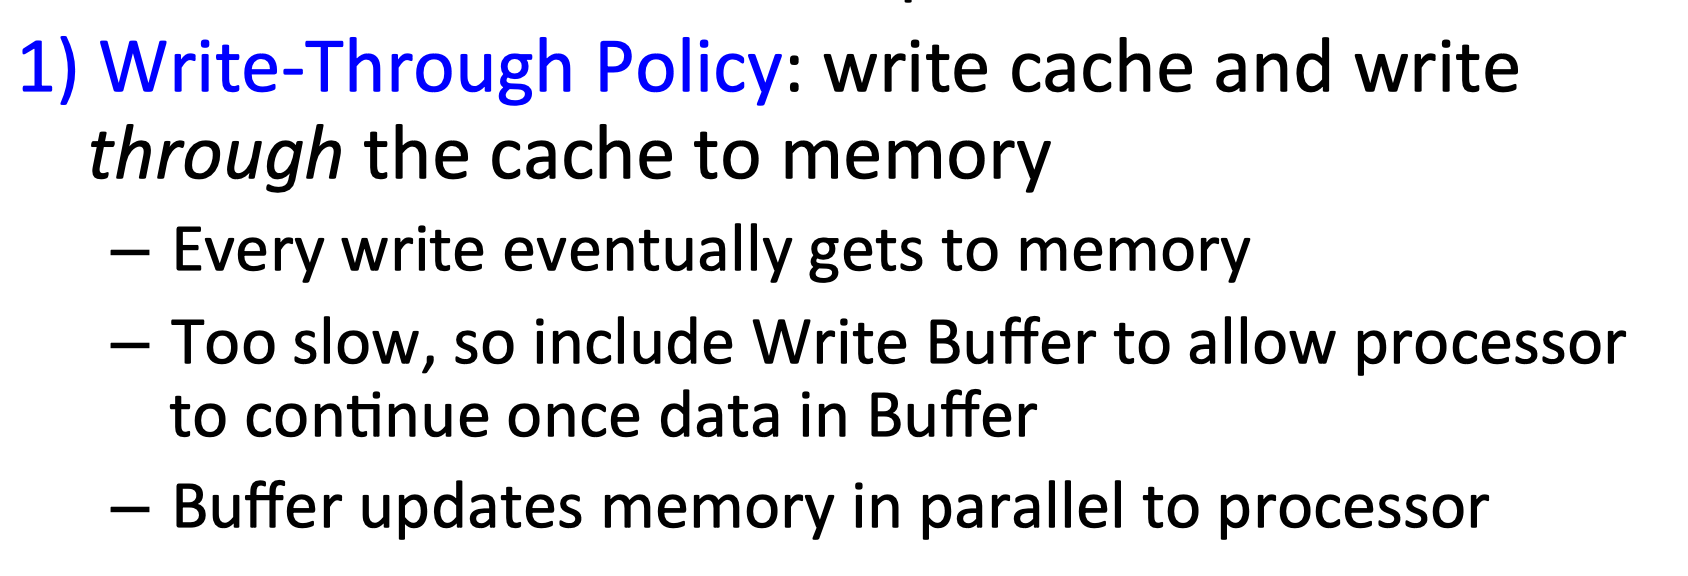 1) Write-Through Policy: write cache and write
through the cache to memory
– Every write eventually gets to memory
– Too slow, so include Write Buffer to allow processor
to continue once data in Buffer
– Buffer updates memory in parallel to processor